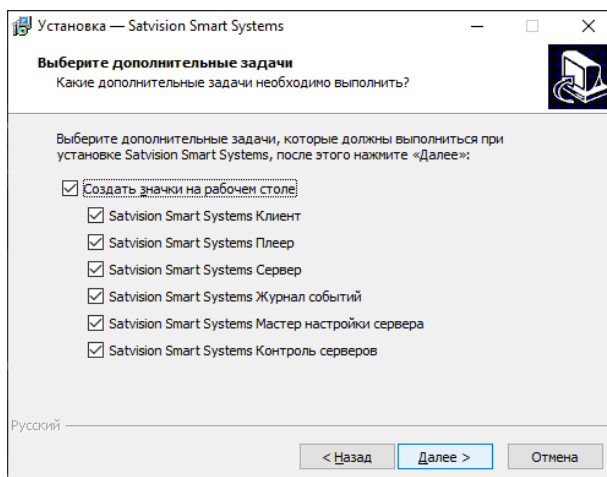 Установка — Satvision Smart Systems
Выберите дополнительные задачи
Какие дополнительные задачи необходимо выполнить?
Выберите дополнительные задачи, которые должны выполниться при
установке Satvision Smart Systems, после этого нажмите «Далее»:
Создать значки на рабочем столе
Satvision Smart Systems Клиент
Satvision Smart Systems Плеер
Satvision Smart Systems Сервер
Satvision Smart Systems Журнал событий
Satvision Smart Systems Мастер настройки сервера
Satvision Smart Systems Контроль серверов
Русский
< Назад Далее > Отмена